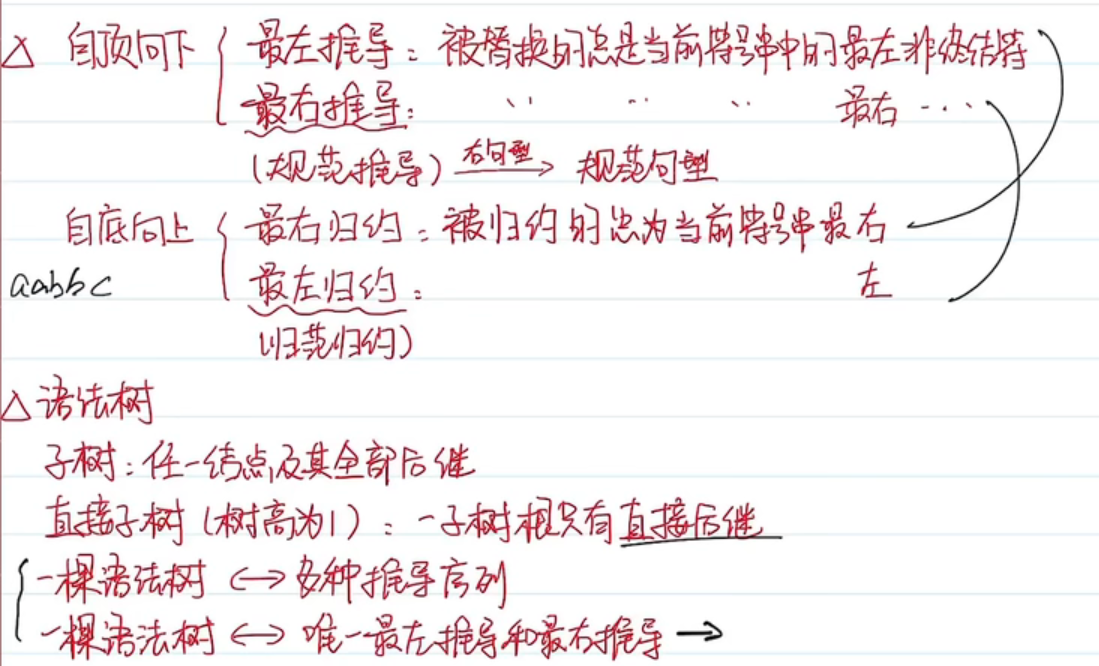 △ 自顶向下 { 最左推导：被替换的总是当前符号串中的最左非终结符
最右推导： 〃 〃 〃 最右 ····
(规范推导) 右句型→ 规范句型
自底向上 { 最右归约：被归约的总为当前符号串最右
aabbc 最左归约： 左
(归范归约)
△ 语法树
子树：任一结点及其全部后继
直接子树 (树高为1)：一子树根只有直接后继
一棵语法树 <-> 多种推导序列
一棵语法树 <-> 唯一最左推导和最右推导 →